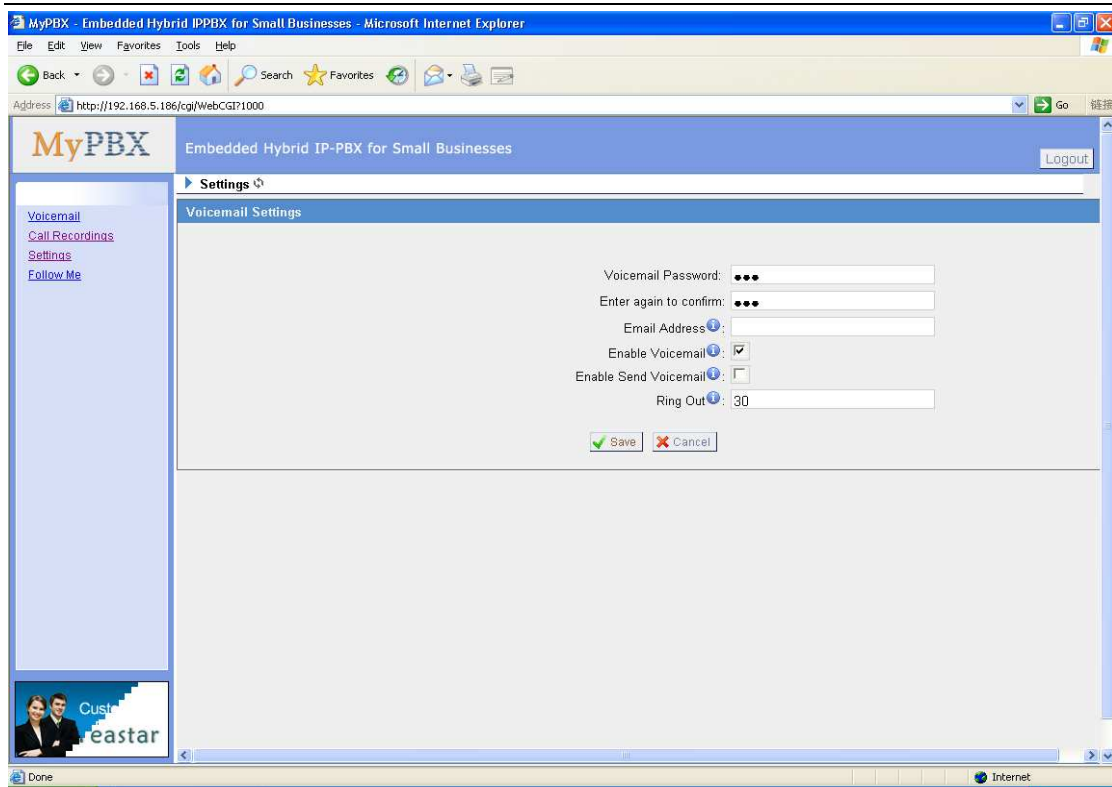 MyPBX - Embedded Hybrid IPPBX for Small Businesses - Microsoft Internet Explorer
File Edit View Favorites Tools Help
Back Search Favorites
Address http://192.168.5.186/cgi/WebCGI?1000 Go 链接
MyPBX Embedded Hybrid IP-PBX for Small Businesses
Logout
Settings
Voicemail Settings
Voicemail
Call Recordings
Settings
Follow Me
Voicemail Password: •••
Enter again to confirm: •••
Email Address :
Enable Voicemail :
Enable Send Voicemail :
Ring Out : 30
Save Cancel
Custo
eastar
Done Internet